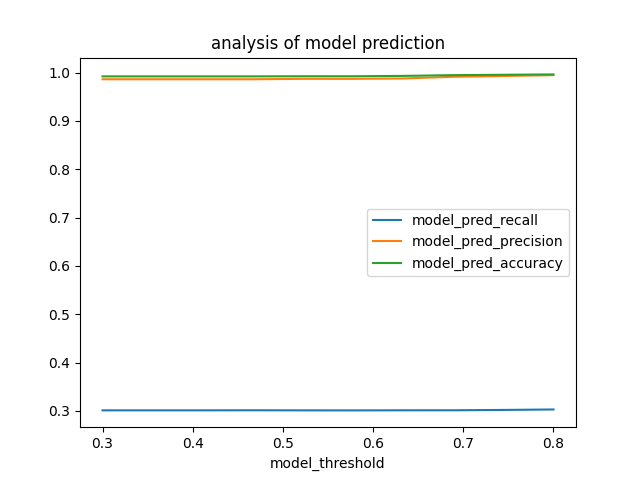 analysis of model prediction
1.0
0.9
0.8
0.7
0.6
0.5
0.4
0.3
model_pred_recall
model_pred_precision
model_pred_accuracy
0.3 0.4 0.5 0.6 0.7 0.8
model_threshold